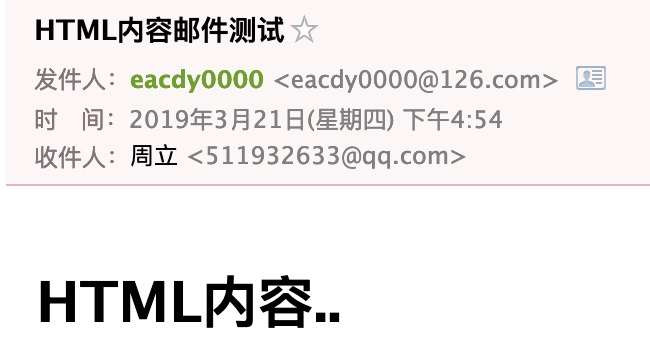 HTML内容邮件测试
发件人：eacdy0000 <eacdy0000@126.com>
时　间：2019年3月21日(星期四) 下午4:54
收件人：周立 <511932633@qq.com>
HTML内容..